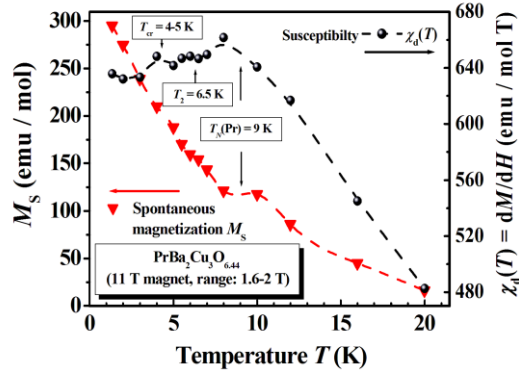 300
250
200
150
100
50
0
M_S (emu / mol)
0
5
10
15
20
Temperature T (K)
680
640
600
560
520
480
χ_d(T) = dM/dH (emu / mol T)
T_cr = 4-5 K
Susceptibilty
χ_d(T)
T_2 = 6.5 K
T_N(Pr) = 9 K
Spontaneous
magnetization M_S
PrBa₂Cu₃O₆.₄₄
(11 T magnet, range: 1.6-2 T)